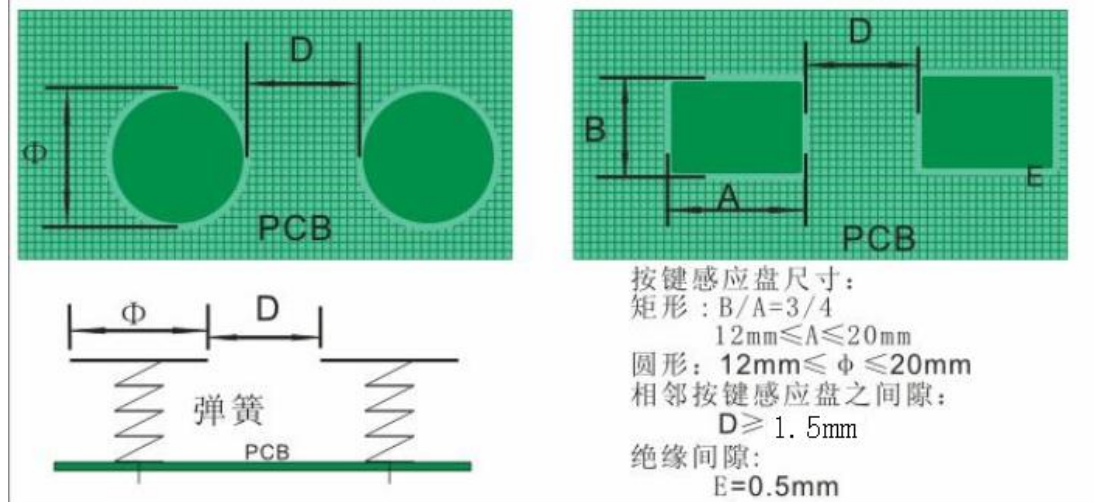 D
Φ
PCB
D
B
A
E
PCB
Φ
D
弹簧
PCB
按键感应盘尺寸:
矩形:B/A=3/4
12mm≤A≤20mm
圆形:12mm≤ φ ≤20mm
相邻按键感应盘之间隙:
D≥ 1.5mm
绝缘间隙:
E=0.5mm